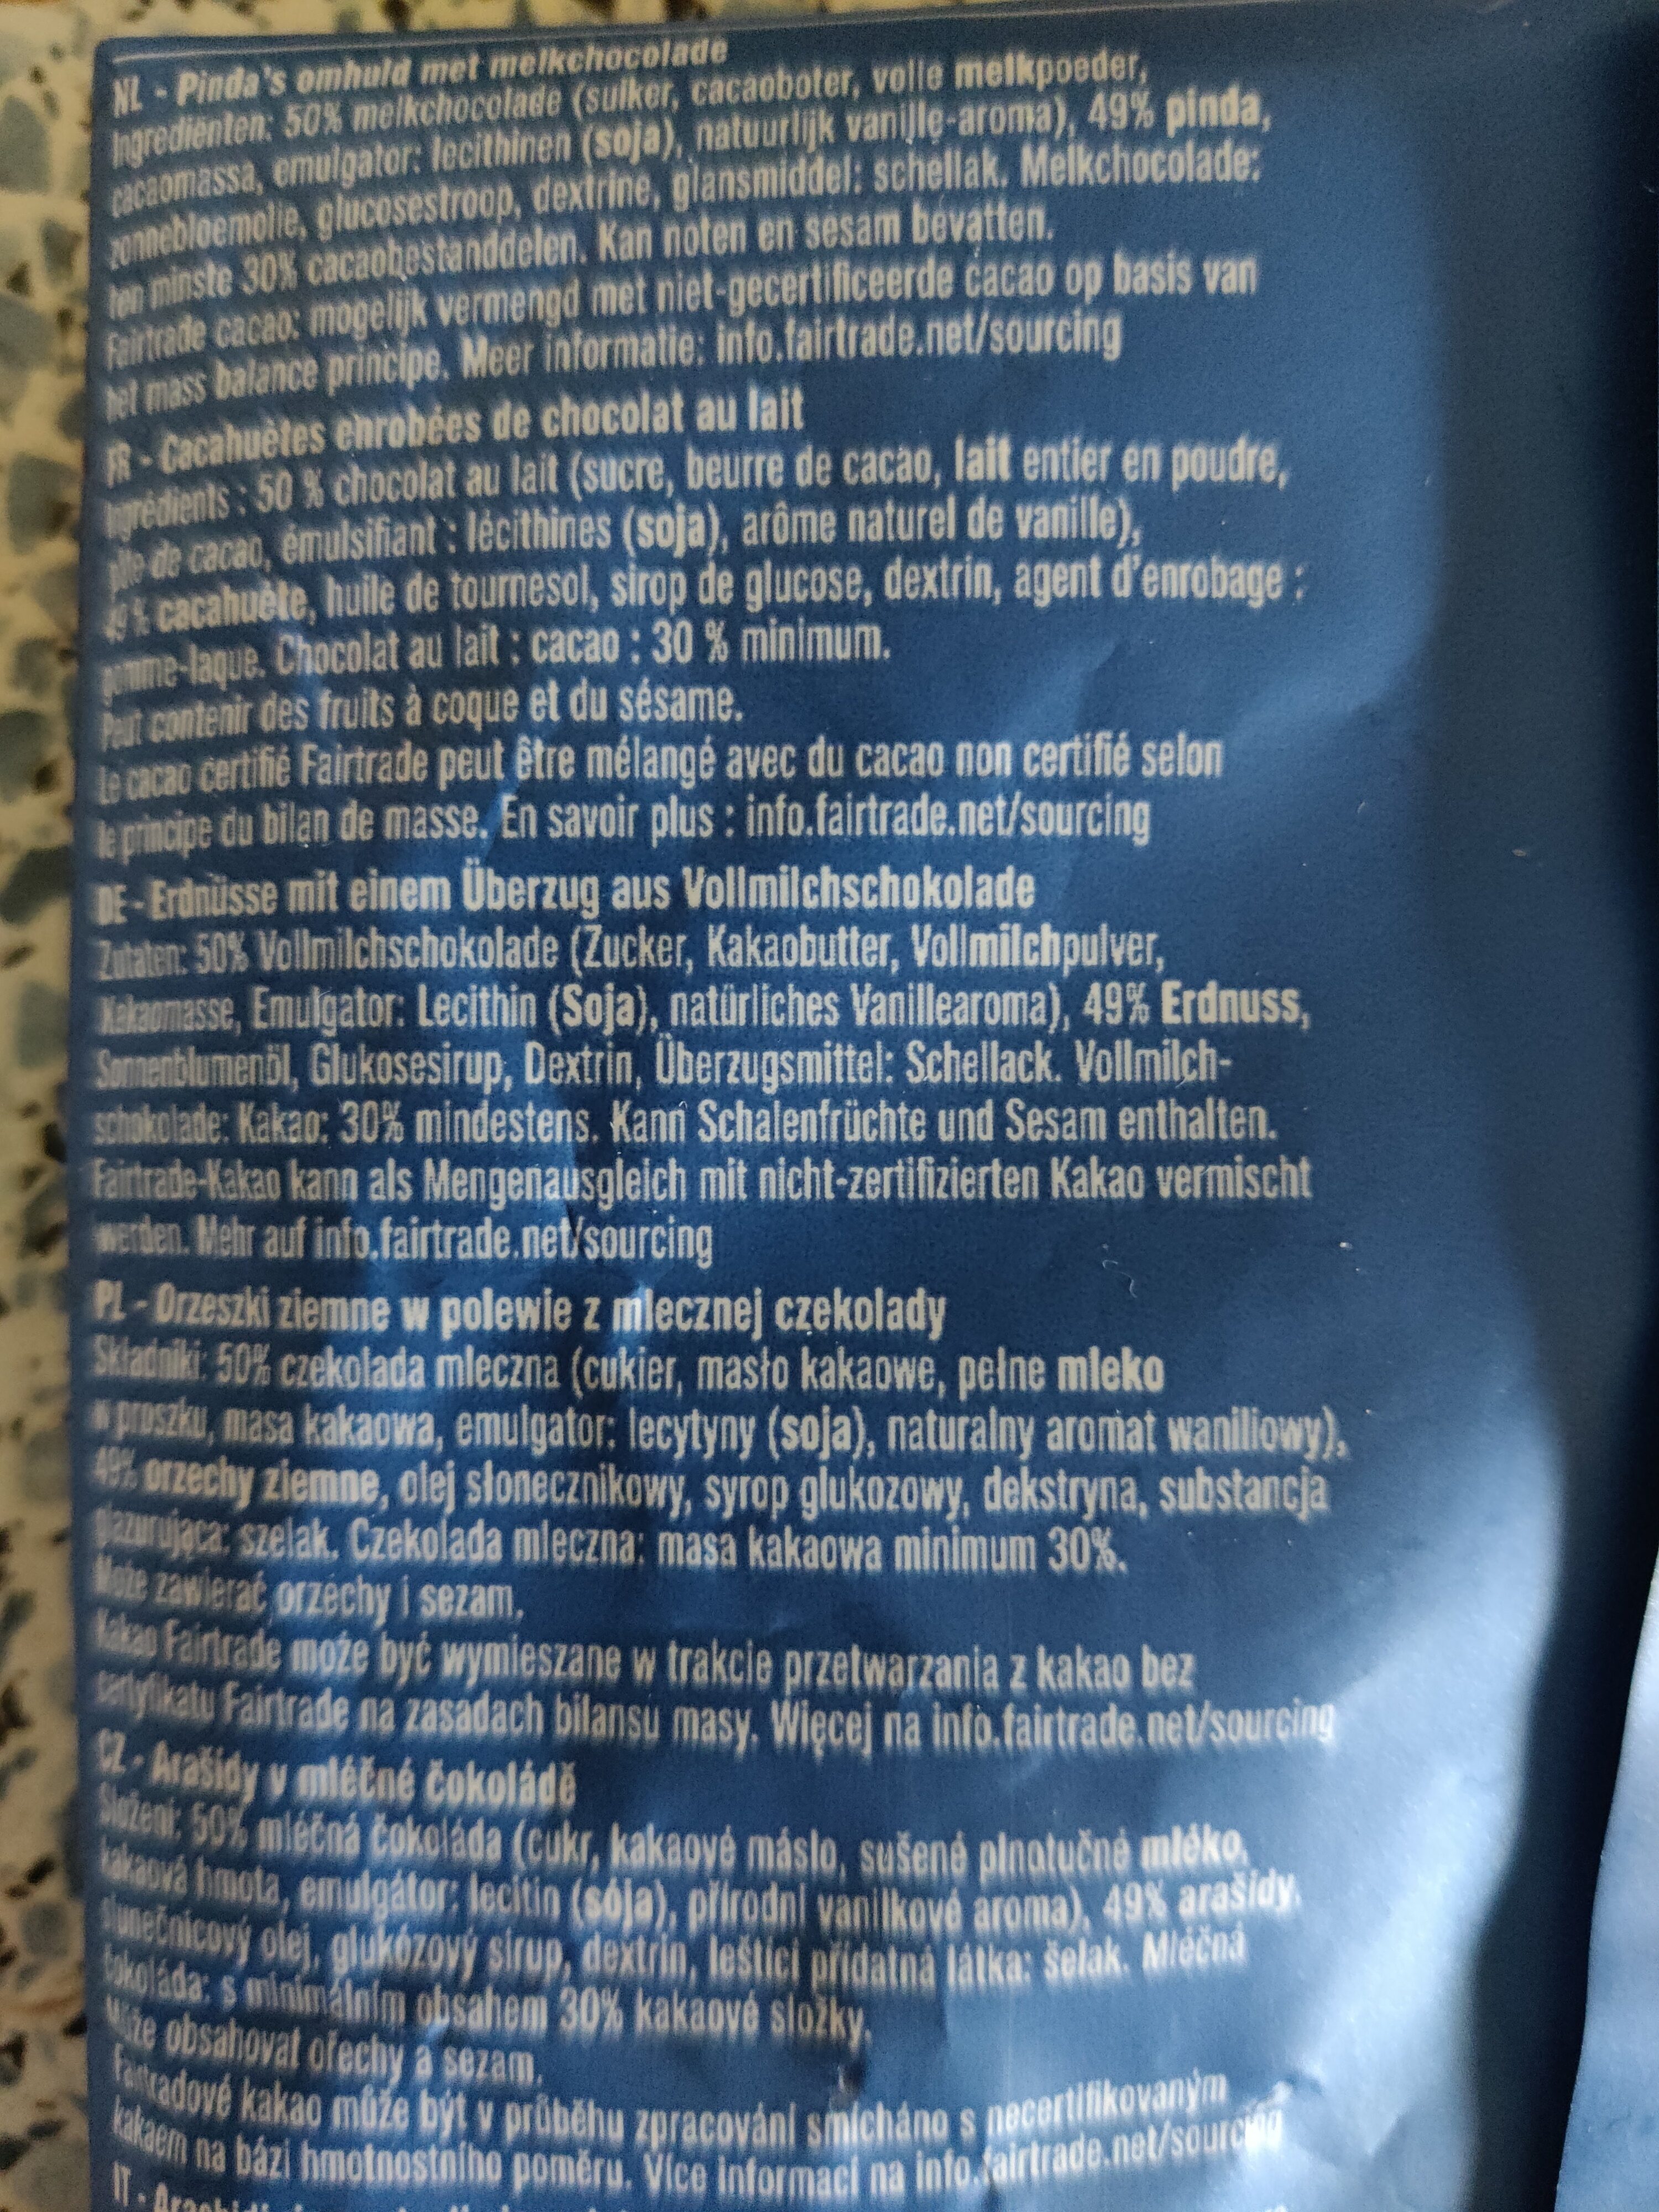 NL - Pinda's omhuld met melkchocolade
Ingrediënten: 50% melkchocolade (suiker, cacaoboter, volle melkpoeder,
cacaomassa, emulgator: lecithinen (soja), natuurlijk vanille-aroma), 49% pinda,
zonnebloemolie, glucosestroop, dextrine, glansmiddel: schellak. Melkchocolade:
ten minste 30% cacaobestanddelen. Kan noten en sesam bevatten.
Fairtrade cacao: mogelijk vermengd met niet-gecertificeerde cacao op basis van
het mass balance principe. Meer informatie: info.fairtrade.net/sourcing
FR - Cacahuètes enrobées de chocolat au lait
Ingrédients : 50 % chocolat au lait (sucre, beurre de cacao, lait entier en poudre,
pâte de cacao, émulsifiant : lécithines (soja), arôme naturel de vanille),
49 % cacahuète, huile de tournesol, sirop de glucose, dextrin, agent d'enrobage :
gomme-laque. Chocolat au lait : cacao : 30 % minimum.
Peut contenir des fruits à coque et du sésame.
Le cacao certifié Fairtrade peut être mélangé avec du cacao non certifié selon
le principe du bilan de masse. En savoir plus : info.fairtrade.net/sourcing
DE - Erdnüsse mit einem Überzug aus Vollmilchschokolade
Zutaten: 50% Vollmilchschokolade (Zucker, Kakaobutter, Vollmilchpulver,
Kakaomasse, Emulgator: Lecithin (Soja), natürliches Vanillearoma), 49% Erdnuss,
Sonnenblumenöl, Glukosesirup, Dextrin, Überzugsmittel: Schellack. Vollmilch-
schokolade: Kakao: 30% mindestens. Kann Schalenfrüchte und Sesam enthalten.
Fairtrade-Kakao kann als Mengenausgleich mit nicht-zertifizierten Kakao vermischt
werden. Mehr auf info.fairtrade.net/sourcing
PL - Orzeszki ziemne w polewie z mlecznej czekolady
Składniki: 50% czekolada mleczna (cukier, masło kakaowe, pełne mleko
w proszku, masa kakaowa, emulgator: lecytyny (soja), naturalny aromat waniliowy),
49% orzechy ziemne, olej słonecznikowy, syrop glukozowy, dekstryna, substancja
glazurująca: szelak. Czekolada mleczna: masa kakaowa minimum 30%.
Może zawierać orzechy i sezam.
Kakao Fairtrade może być wymieszane w trakcie przetwarzania z kakao bez
certyfikatu Fairtrade na zasadach bilansu masy. Więcej na info.fairtrade.net/sourcing
CZ - Arašídy v mléčné čokoládě
Složení: 50% mléčná čokoláda (cukr, kakaové máslo, sušené plnotučné mléko,
kakaová hmota, emulgátor: lecitin (sója), přírodní vanilkové aroma), 49% arašídy,
slunečnicový olej, glukózový sirup, dextrin, leštící přídatná látka: šelak. Mléčná
čokoláda: s minimálním obsahem 30% kakaové složky.
Může obsahovat ořechy a sezam.
Fairtradové kakao může být v průběhu zpracování smícháno s necertifikovaným
kakaem na bázi hmotnostního poměru. Více informací na info.fairtrade.net/sourcing
IT -